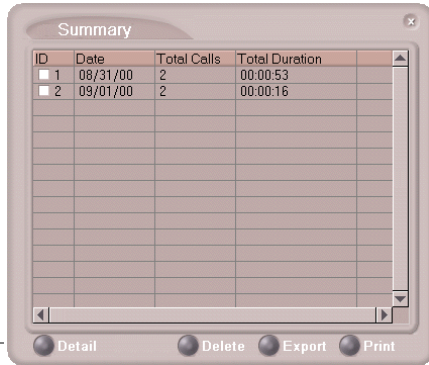 Summary
ID Date Total Calls Total Duration
1 08/31/00 2 00:00:53
2 09/01/00 2 00:00:16
Detail Delete Export Print